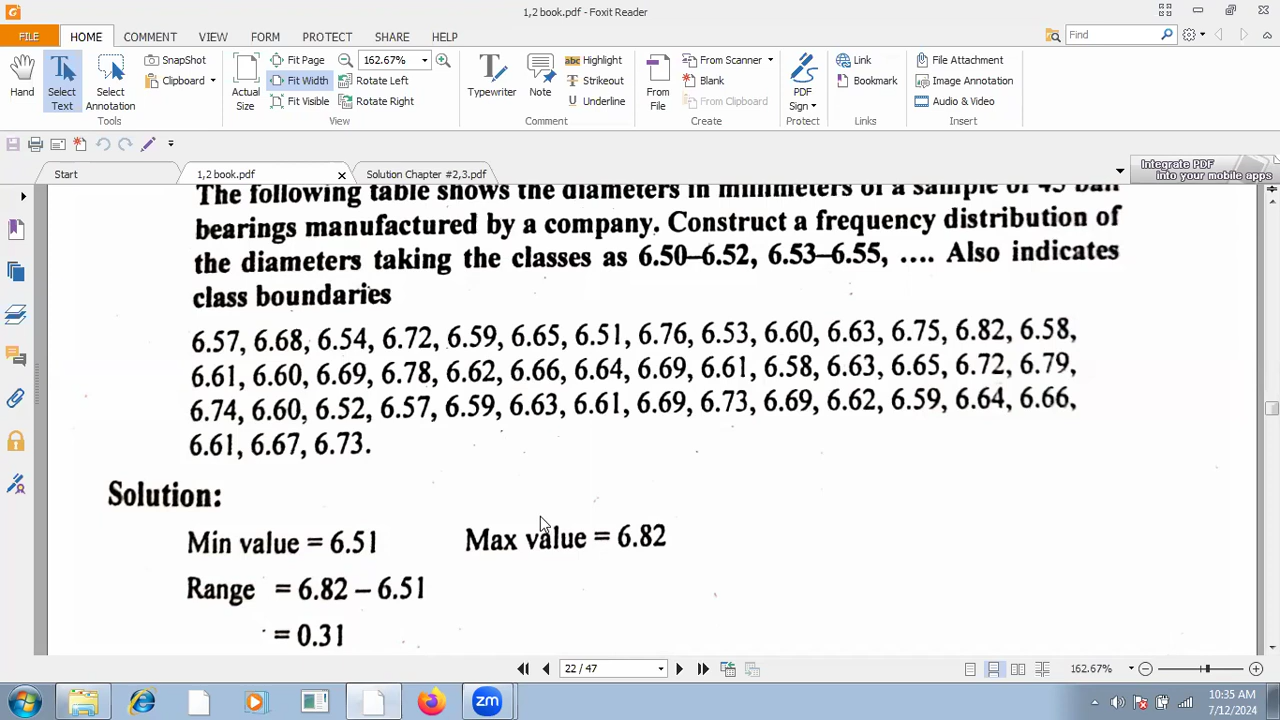 1,2 book.pdf - Foxit Reader
FILE HOME COMMENT VIEW FORM PROTECT SHARE HELP Find
Hand Select Text Select Annotation SnapShot Clipboard Tools
Actual Size Fit Page Fit Width Fit Visible 162.67% Rotate Left Rotate Right View
Typewriter Note Highlight Strikeout Underline Comment
From File From Scanner Blank From Clipboard Create
PDF Sign Protect
Link Bookmark Links
File Attachment Image Annotation Audio & Video Insert
Start 1,2 book.pdf Solution Chapter #2,3.pdf
Integrate PDF
into your mobile apps
The following table shows the diameters in millimeters of a sample of 45 ball
bearings manufactured by a company. Construct a frequency distribution of
the diameters taking the classes as 6.50–6.52, 6.53–6.55, .... Also indicates
class boundaries
6.57, 6.68, 6.54, 6.72, 6.59, 6.65, 6.51, 6.76, 6.53, 6.60, 6.63, 6.75, 6.82, 6.58,
6.61, 6.60, 6.69, 6.78, 6.62, 6.66, 6.64, 6.69, 6.61, 6.58, 6.63, 6.65, 6.72, 6.79,
6.74, 6.60, 6.52, 6.57, 6.59, 6.63, 6.61, 6.69, 6.73, 6.69, 6.62, 6.59, 6.64, 6.66,
6.61, 6.67, 6.73.
Solution:
Min value = 6.51 Max value = 6.82
Range = 6.82 – 6.51
= 0.31
22 / 47 162.67%
zm
10:35 AM
7/12/2024